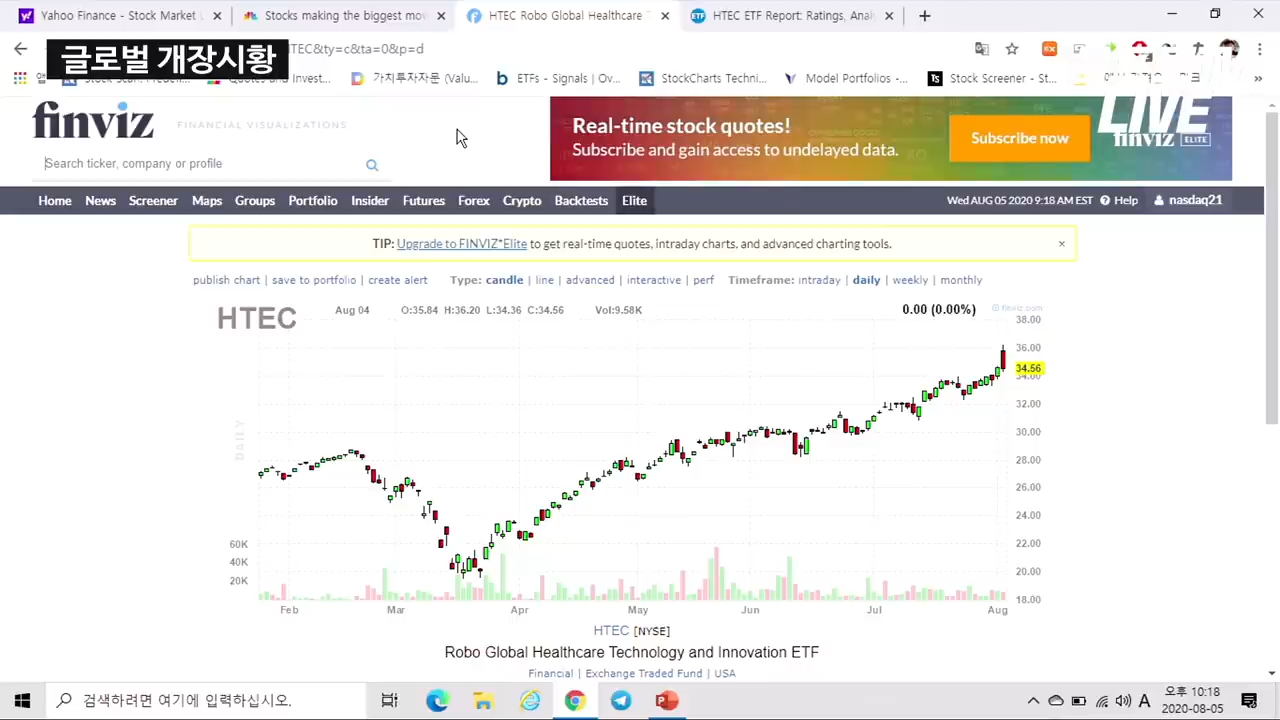 Yahoo Finance - Stock Market L
Stocks making the biggest mov
HTEC Robo Global Healthcare
HTEC ETF Report: Ratings, Anal
글로벌 개장시황
HTEC&ty=c&ta=0&p=d
Quotes and Invest...
가치투자자문 (Valu...
ETFs - Signals | Ov...
StockCharts Techni...
Model Portfolios -...
Stock Screener - St...
LIVE
finviz
FINANCIAL VISUALIZATIONS
Search ticker, company or profile
Real-time stock quotes!
Subscribe and gain access to undelayed data.
Subscribe now
finviz ELITE
Home News Screener Maps Groups Portfolio Insider Futures Forex Crypto Backtests Elite
Wed AUG 05 2020 9:18 AM EST Help nasdaq21
TIP: Upgrade to FINVIZ*Elite to get real-time quotes, intraday charts, and advanced charting tools. ×
publish chart | save to portfolio | create alert Type: candle | line | advanced | interactive | perf Timeframe: intraday | daily | weekly | monthly
HTEC Aug 04 O:35.84 H:36.20 L:34.36 C:34.56 Vol:9.58K 0.00 (0.00%) © finviz.com
38.00
36.00
34.56
34.00
32.00
30.00
28.00
26.00
24.00
22.00
20.00
18.00
DAILY
60K
40K
20K
Feb Mar Apr May Jun Jul Aug
HTEC [NYSE]
Robo Global Healthcare Technology and Innovation ETF
Financial | Exchange Traded Fund | USA
검색하려면 여기에 입력하십시오.
A
오후 10:18
2020-08-05